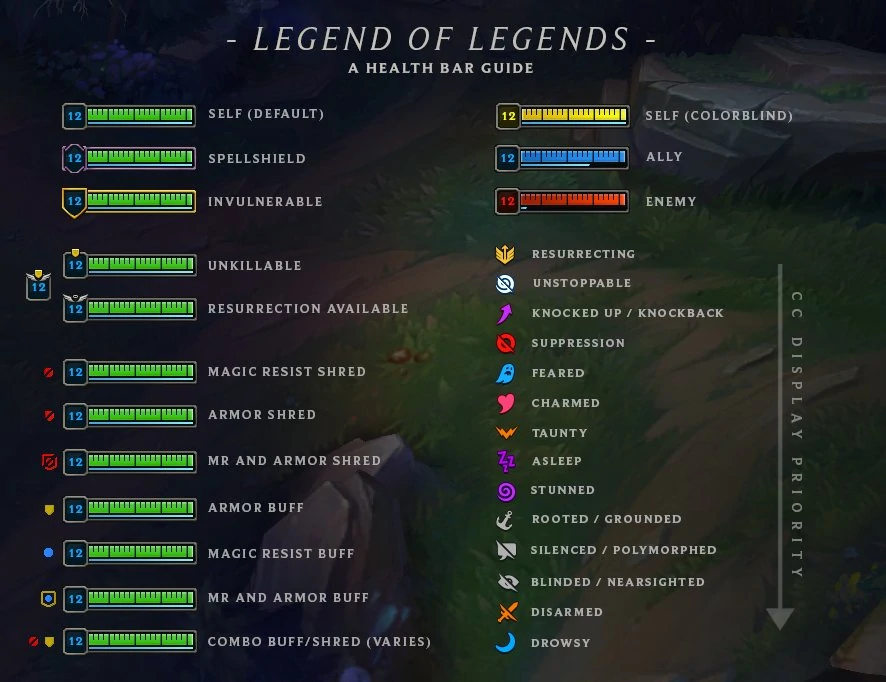 - LEGEND OF LEGENDS -
A HEALTH BAR GUIDE
12 SELF (DEFAULT)
12 SPELLSHIELD
12 INVULNERABLE
12 UNKILLABLE
12
12 RESURRECTION AVAILABLE
12 MAGIC RESIST SHRED
12 ARMOR SHRED
12 MR AND ARMOR SHRED
12 ARMOR BUFF
12 MAGIC RESIST BUFF
12 MR AND ARMOR BUFF
12 COMBO BUFF/SHRED (VARIES)
12 SELF (COLORBLIND)
12 ALLY
12 ENEMY
RESURRECTING
UNSTOPPABLE
KNOCKED UP / KNOCKBACK
SUPPRESSION
FEARED
CHARMED
TAUNTY
ASLEEP
STUNNED
ROOTED / GROUNDED
SILENCED / POLYMORPHED
BLINDED / NEARSIGHTED
DISARMED
DROWSY
CC DISPLAY PRIORITY